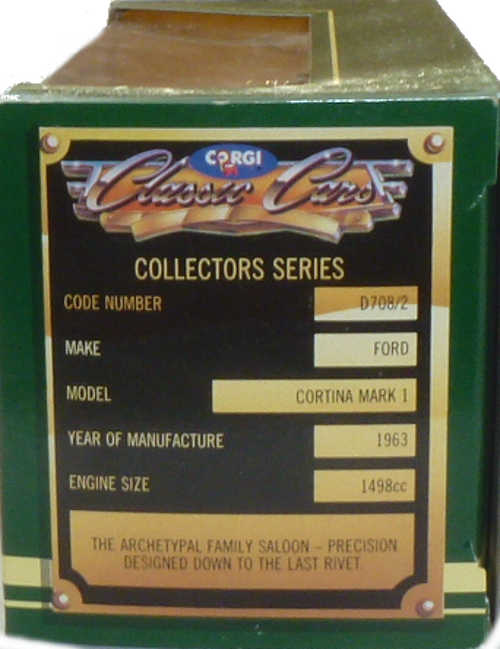 CORGI
Classic Cars
COLLECTORS SERIES
CODE NUMBER D708/2
MAKE FORD
MODEL CORTINA MARK 1
YEAR OF MANUFACTURE 1963
ENGINE SIZE 1498cc
THE ARCHETYPAL FAMILY SALOON – PRECISION
DESIGNED DOWN TO THE LAST RIVET.